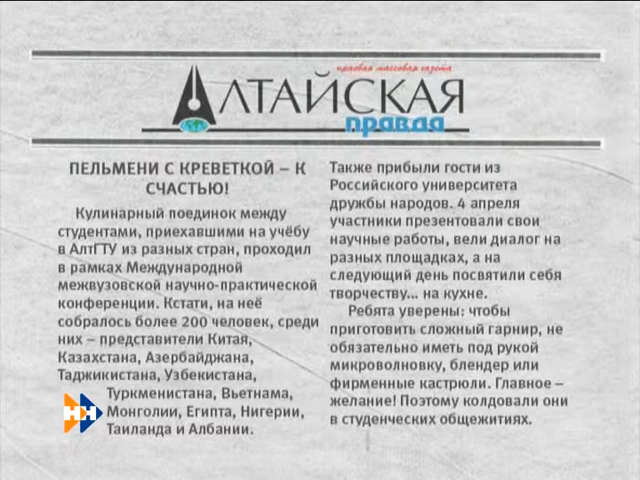 краевая массовая газета
АЛТАЙСКАЯ
правда
ПЕЛЬМЕНИ С КРЕВЕТКОЙ – К
СЧАСТЬЮ!
Кулинарный поединок между
студентами, приехавшими на учёбу
в АлтГТУ из разных стран, проходил
в рамках Международной
межвузовской научно-практической
конференции. Кстати, на неё
собралось более 200 человек, среди
них – представители Китая,
Казахстана, Азербайджана,
Таджикистана, Узбекистана,
Туркменистана, Вьетнама,
Монголии, Египта, Нигерии,
Таиланда и Албании.
Также прибыли гости из
Российского университета
дружбы народов. 4 апреля
участники презентовали свои
научные работы, вели диалог на
разных площадках, а на
следующий день посвятили себя
творчеству... на кухне.
Ребята уверены: чтобы
приготовить сложный гарнир, не
обязательно иметь под рукой
микроволновку, блендер или
фирменные кастрюли. Главное –
желание! Поэтому колдовали они
в студенческих общежитиях.
НН